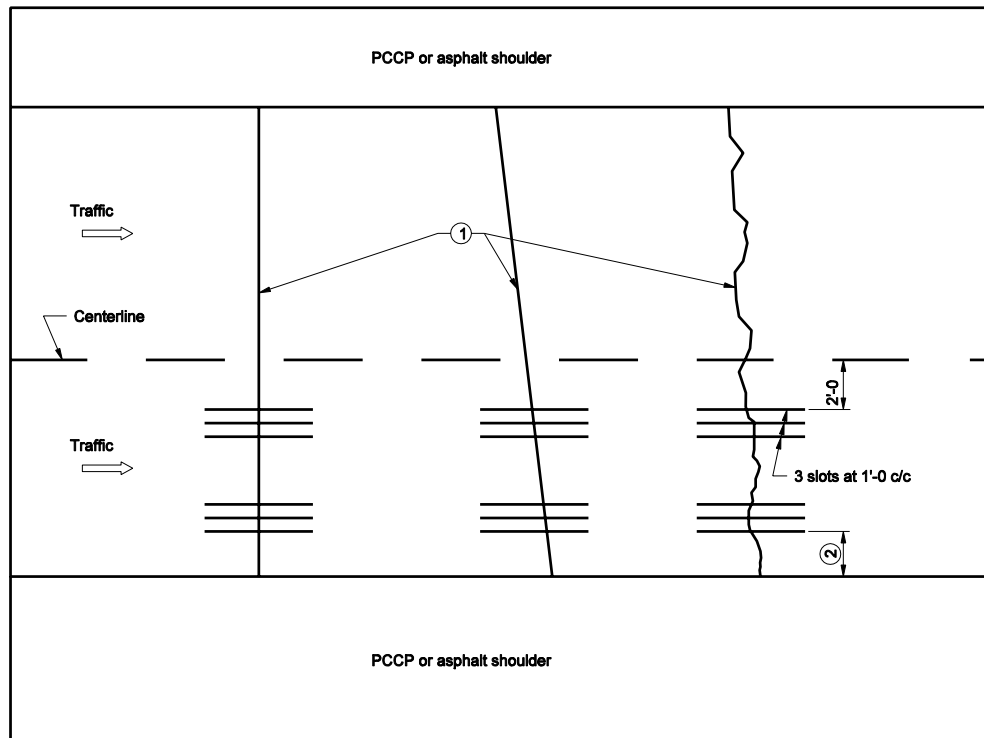 PCCP or asphalt shoulder
Traffic
1
Centerline
2'-0
Traffic
3 slots at 1'-0 c/c
2
PCCP or asphalt shoulder